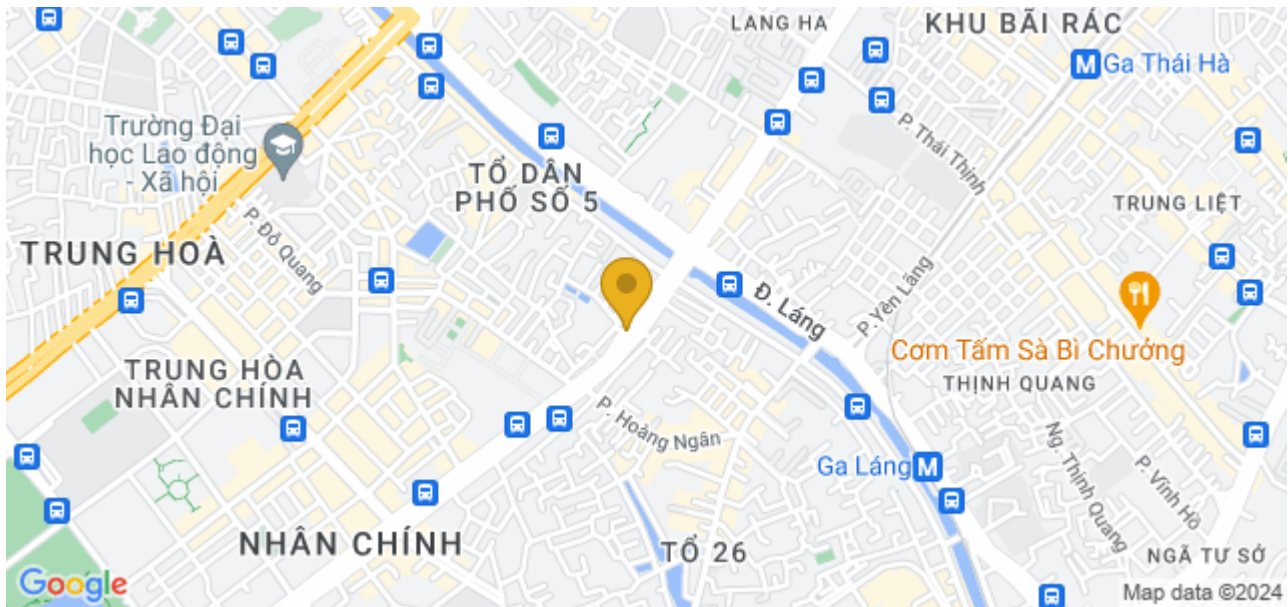 LANG HA
KHU BÃI RÁC
Ga Thái Hà
P. Thái Thịnh
Trường Đại
học Lao động
- Xã hội
TỔ DÂN
PHỐ SỐ 5
TRUNG LIỆT
P. Đỗ Quang
TRUNG HOÀ
Đ. Láng
P. Yên Lãng
Cơm Tấm Sà Bì Chưởng
TRUNG HÒA
NHÂN CHÍNH
THỊNH QUANG
P. Hoàng Ngân
Ng. Thịnh Quang
Ga Láng
P. Vĩnh Hồ
NHÂN CHÍNH
TỔ 26
NGÃ TƯ SỞ
Google
Map data ©2024